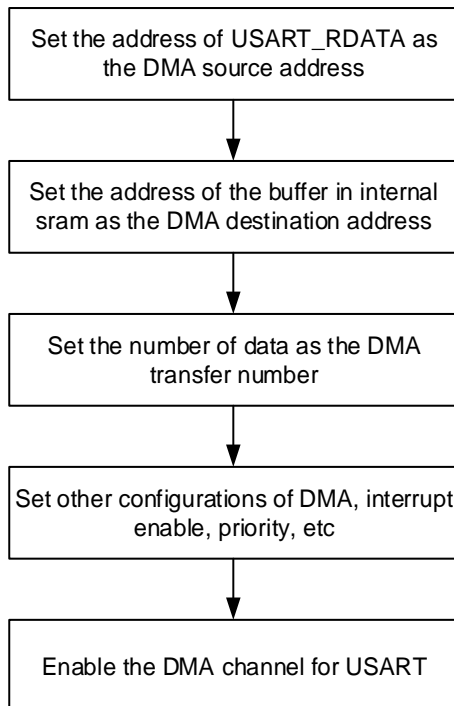 Set the address of USART_RDATA as
the DMA source address
Set the address of the buffer in internal
sram as the DMA destination address
Set the number of data as the DMA
transfer number
Set other configurations of DMA, interrupt
enable, priority, etc
Enable the DMA channel for USART